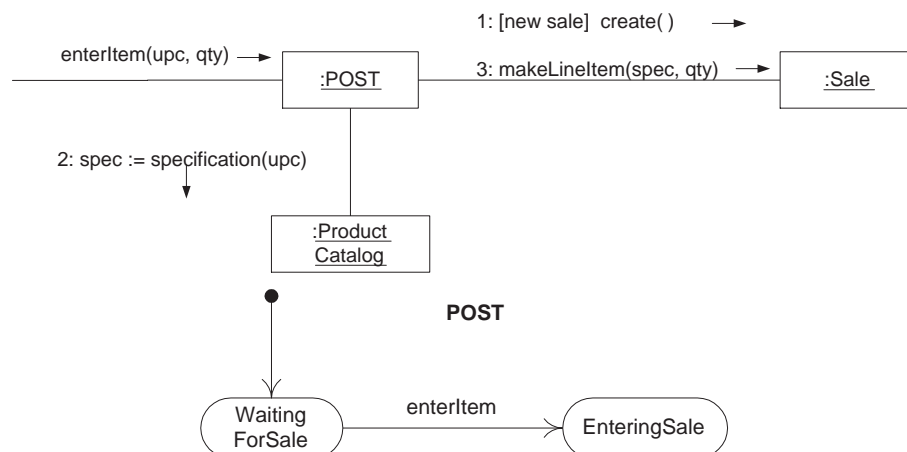 1: [new sale] create( )
enterItem(upc, qty)
:POST
3: makeLineItem(spec, qty)
:Sale
2: spec := specification(upc)
:Product
Catalog
POST
Waiting
ForSale
enterItem
EnteringSale